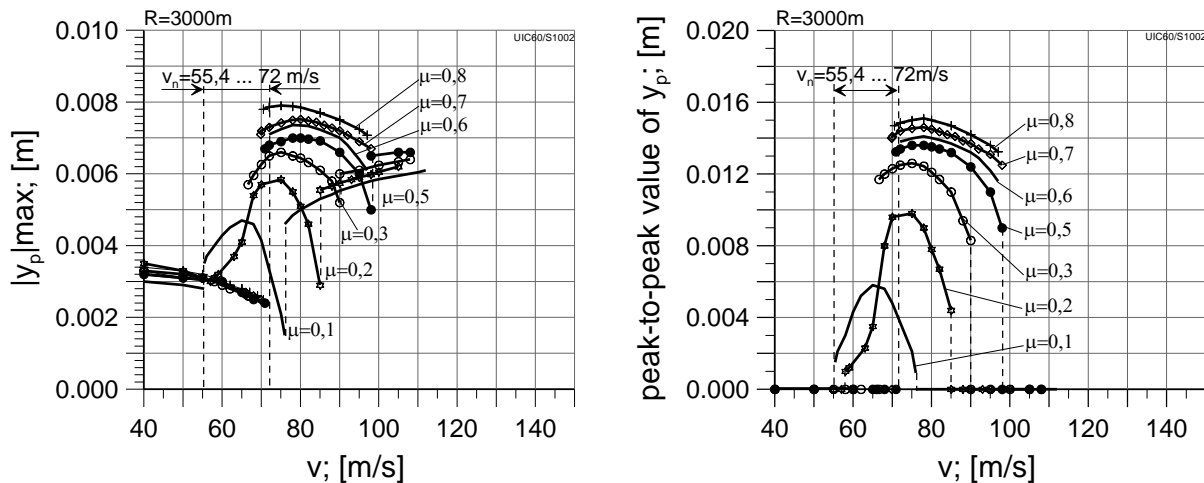 R=3000m
UIC60/S1002
v_n=55,4 ... 72 m/s
μ=0,8
μ=0,7
μ=0,6
μ=0,5
μ=0,3
μ=0,2
μ=0,1
|y_p|max; [m]
0.010
0.008
0.006
0.004
0.002
0.000
40 60 80 100 120 140
v; [m/s]
R=3000m
UIC60/S1002
v_n=55,4 ... 72m/s
μ=0,8
μ=0,7
μ=0,6
μ=0,5
μ=0,3
μ=0,2
μ=0,1
peak-to-peak value of y_p; [m]
0.020
0.016
0.012
0.008
0.004
0.000
40 60 80 100 120 140
v; [m/s]